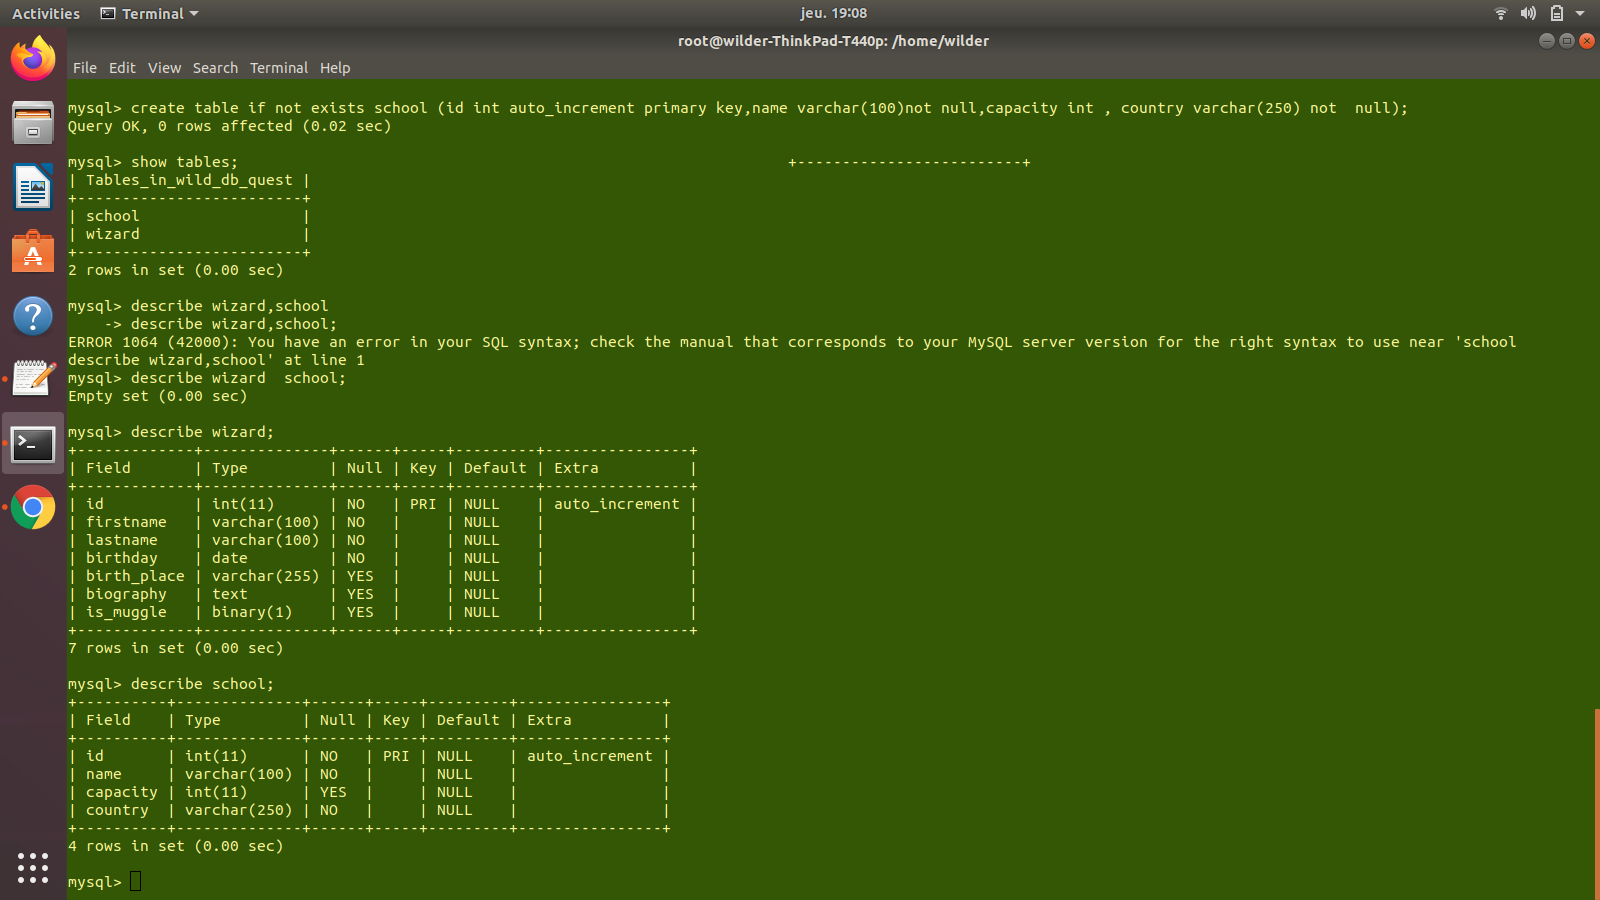 Activities Terminal jeu. 19:08
root@wilder-ThinkPad-T440p: /home/wilder
File Edit View Search Terminal Help
mysql> create table if not exists school (id int auto_increment primary key,name varchar(100)not null,capacity int , country varchar(250) not  null);
Query OK, 0 rows affected (0.02 sec)
mysql> show tables;                                                             +-------------------------+
| Tables_in_wild_db_quest |
+-------------------------+
| school                  |
| wizard                  |
+-------------------------+
2 rows in set (0.00 sec)
mysql> describe wizard,school
    -> describe wizard,school;
ERROR 1064 (42000): You have an error in your SQL syntax; check the manual that corresponds to your MySQL server version for the right syntax to use near 'school
describe wizard,school' at line 1
mysql> describe wizard  school;
Empty set (0.00 sec)
mysql> describe wizard;
+-------------+--------------+------+-----+---------+----------------+
| Field       | Type         | Null | Key | Default | Extra          |
+-------------+--------------+------+-----+---------+----------------+
| id          | int(11)      | NO   | PRI | NULL    | auto_increment |
| firstname   | varchar(100) | NO   |     | NULL    |                |
| lastname    | varchar(100) | NO   |     | NULL    |                |
| birthday    | date         | NO   |     | NULL    |                |
| birth_place | varchar(255) | YES  |     | NULL    |                |
| biography   | text         | YES  |     | NULL    |                |
| is_muggle   | binary(1)    | YES  |     | NULL    |                |
+-------------+--------------+------+-----+---------+----------------+
7 rows in set (0.00 sec)
mysql> describe school;
+----------+--------------+------+-----+---------+----------------+
| Field    | Type         | Null | Key | Default | Extra          |
+----------+--------------+------+-----+---------+----------------+
| id       | int(11)      | NO   | PRI | NULL    | auto_increment |
| name     | varchar(100) | NO   |     | NULL    |                |
| capacity | int(11)      | YES  |     | NULL    |                |
| country  | varchar(250) | NO   |     | NULL    |                |
+----------+--------------+------+-----+---------+----------------+
4 rows in set (0.00 sec)
mysql>